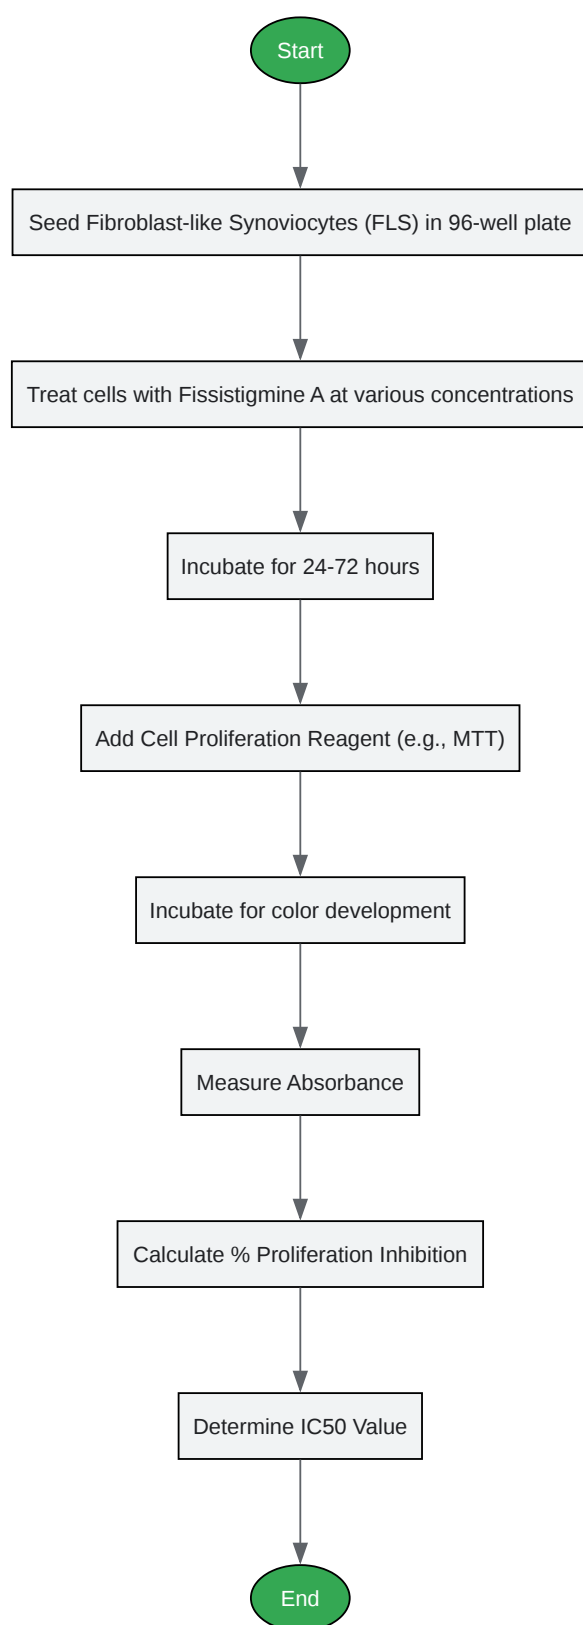 Start
Seed Fibroblast-like Synoviocytes (FLS) in 96-well plate
Treat cells with Fissistigmine A at various concentrations
Incubate for 24-72 hours
Add Cell Proliferation Reagent (e.g., MTT)
Incubate for color development
Measure Absorbance
Calculate % Proliferation Inhibition
Determine IC50 Value
End